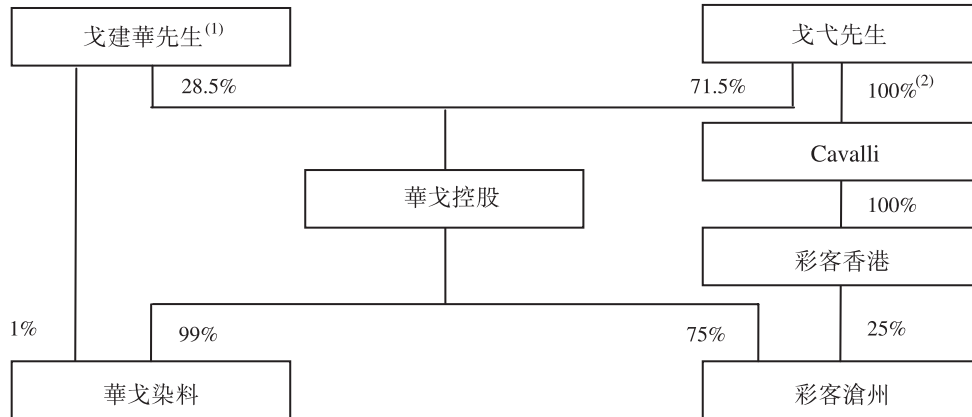 戈建華先生(1)
戈弋先生
28.5%
71.5%
100%(2)
Cavalli
華戈控股
100%
彩客香港
1%
99%
75%
25%
華戈染料
彩客滄州